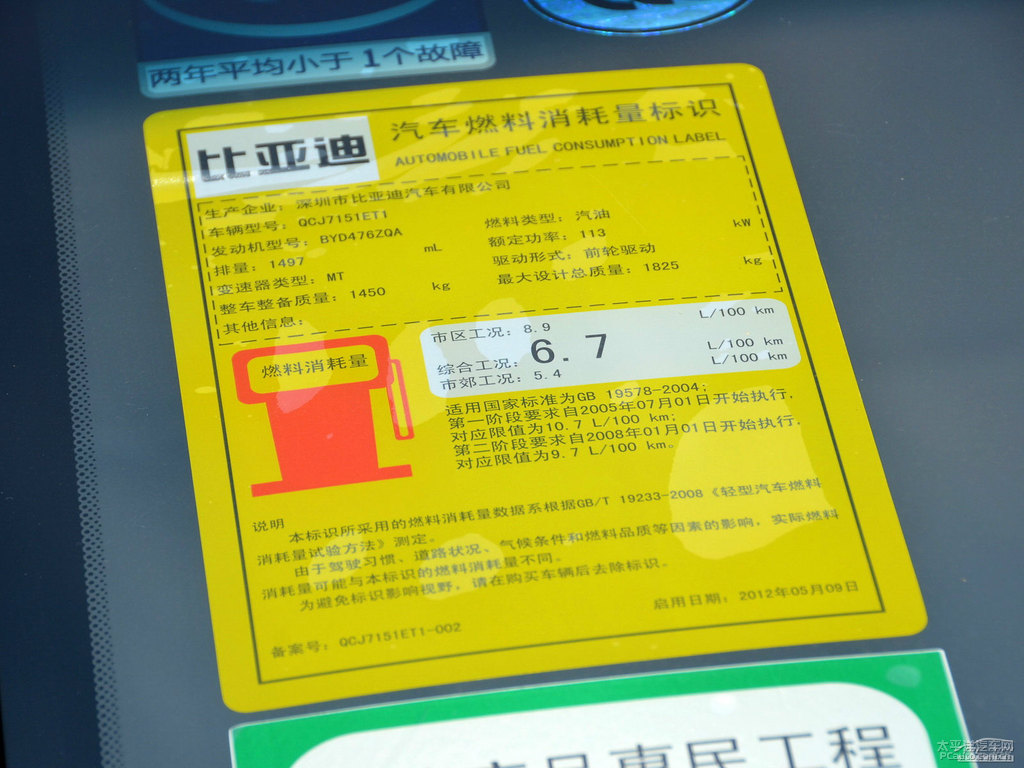 两年平均小于 1个故障
比亚迪
汽车燃料消耗量标识
AUTOMOBILE FUEL CONSUMPTION LABEL
生产企业：深圳市比亚迪汽车有限公司
车辆型号：QCJ7151ET1
燃料类型：汽油
发动机型号：BYD476ZQA
额定功率：113 kW
排量：1497 mL
驱动形式：前轮驱动
变速器类型：MT
最大设计总质量：1825 kg
整车整备质量：1450 kg
其他信息：
燃料消耗量
市区工况：8.9 L/100 km
综合工况：6.7 L/100 km
市郊工况：5.4 L/100 km
适用国家标准为GB 19578-2004；
第一阶段要求自2005年07月01日开始执行，
对应限值为10.7 L/100 km；
第二阶段要求自2008年01月01日开始执行，
对应限值为9.7 L/100 km。
说明
本标识所采用的燃料消耗量数据系根据GB/T 19233-2008《轻型汽车燃料
消耗量试验方法》测定。
由于驾驶习惯、道路状况、气候条件和燃料品质等因素的影响，实际燃料
消耗量可能与本标识的燃料消耗量不同。
为避免标识影响视野，请在购买车辆后去除标识。
启用日期：2012年05月09日
备案号：QCJ7151ET1-002
品惠民工程
太平洋汽车网